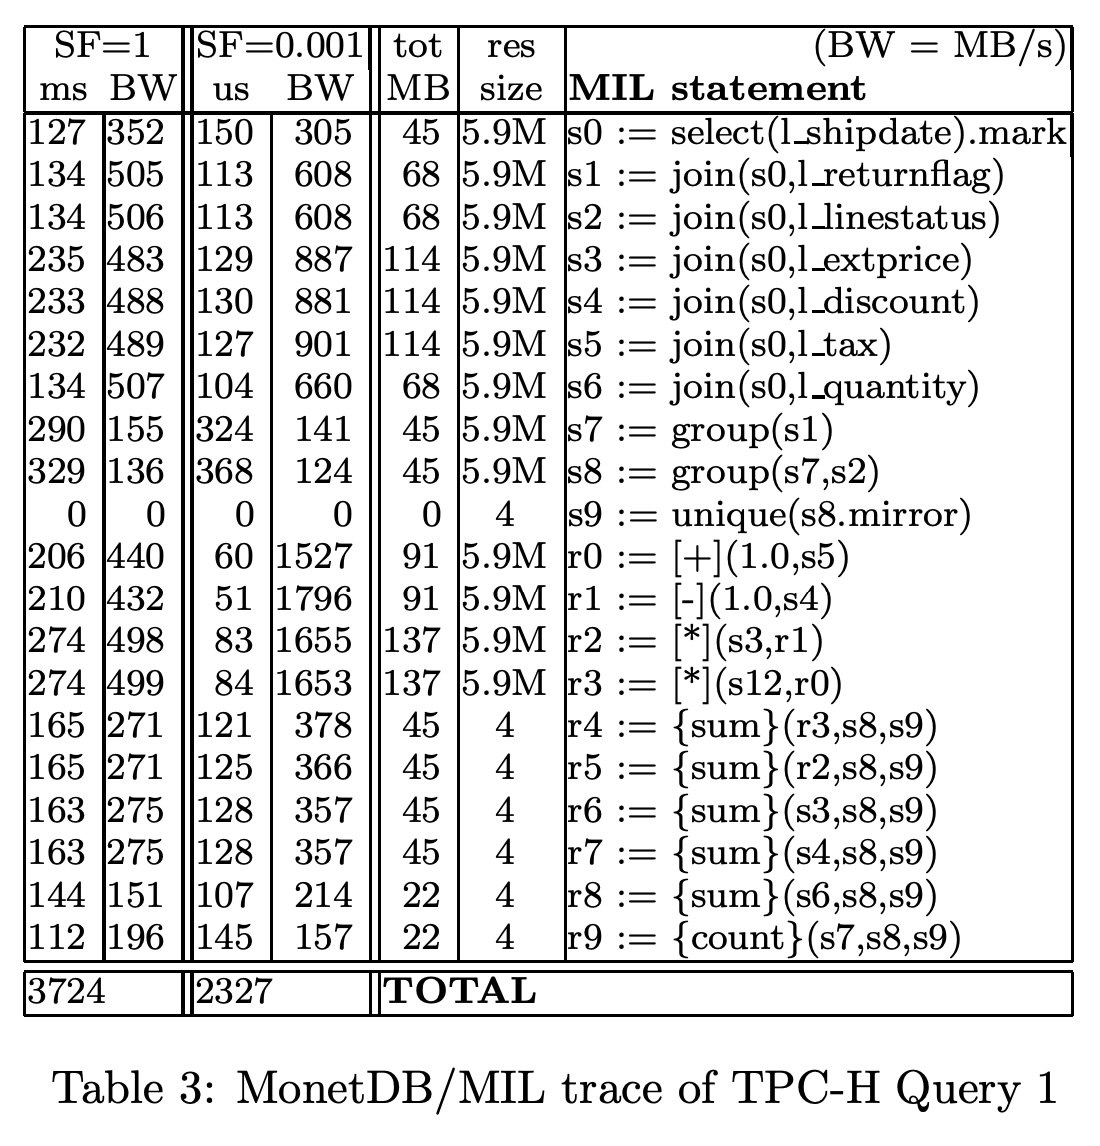 SF=1 SF=0.001 tot res (BW = MB/s)
ms BW us BW MB size MIL statement
127 352 150 305 45 5.9M s0 := select(l_shipdate).mark
134 505 113 608 68 5.9M s1 := join(s0,l_returnflag)
134 506 113 608 68 5.9M s2 := join(s0,l_linestatus)
235 483 129 887 114 5.9M s3 := join(s0,l_extprice)
233 488 130 881 114 5.9M s4 := join(s0,l_discount)
232 489 127 901 114 5.9M s5 := join(s0,l_tax)
134 507 104 660 68 5.9M s6 := join(s0,l_quantity)
290 155 324 141 45 5.9M s7 := group(s1)
329 136 368 124 45 5.9M s8 := group(s7,s2)
0 0 0 0 0 4 s9 := unique(s8.mirror)
206 440 60 1527 91 5.9M r0 := [+](1.0,s5)
210 432 51 1796 91 5.9M r1 := [-](1.0,s4)
274 498 83 1655 137 5.9M r2 := [*](s3,r1)
274 499 84 1653 137 5.9M r3 := [*](s12,r0)
165 271 121 378 45 4 r4 := {sum}(r3,s8,s9)
165 271 125 366 45 4 r5 := {sum}(r2,s8,s9)
163 275 128 357 45 4 r6 := {sum}(s3,s8,s9)
163 275 128 357 45 4 r7 := {sum}(s4,s8,s9)
144 151 107 214 22 4 r8 := {sum}(s6,s8,s9)
112 196 145 157 22 4 r9 := {count}(s7,s8,s9)
3724 2327 TOTAL
Table 3: MonetDB/MIL trace of TPC-H Query 1